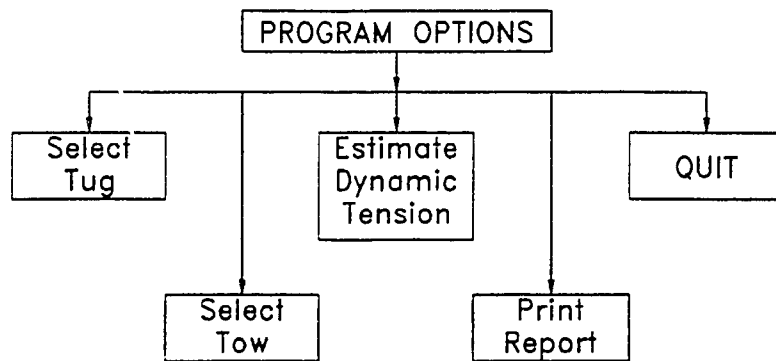 PROGRAM OPTIONS
Select
Tug
Estimate
Dynamic
Tension
QUIT
Select
Tow
Print
Report